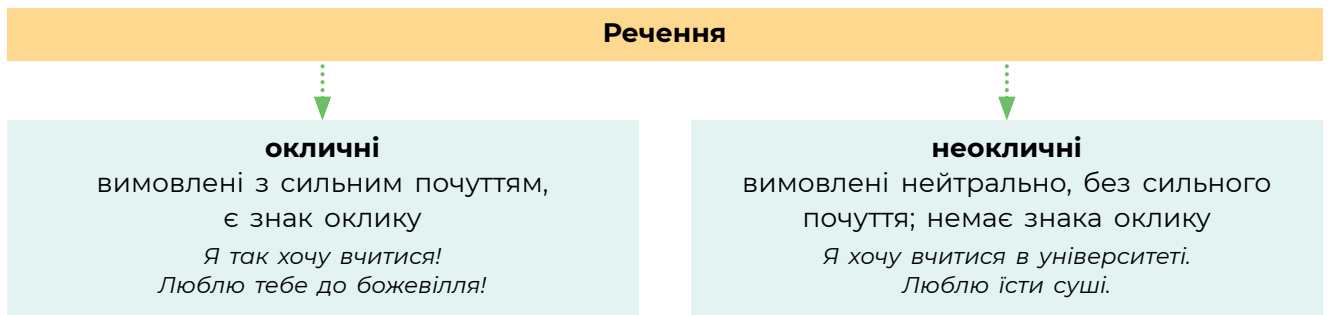 Речення
окличні
вимовлені з сильним почуттям,
є знак оклику
Я так хочу вчитися!
Люблю тебе до божевілля!
неокличні
вимовлені нейтрально, без сильного
почуття; немає знака оклику
Я хочу вчитися в університеті.
Люблю їсти суші.